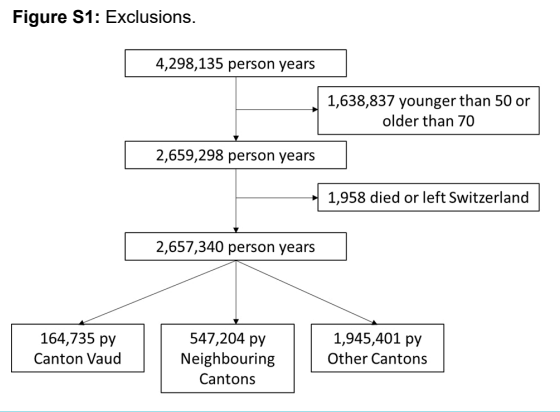 Figure S1: Exclusions.
4,298,135 person years
1,638,837 younger than 50 or
older than 70
2,659,298 person years
1,958 died or left Switzerland
2,657,340 person years
164,735 py
Canton Vaud
547,204 py
Neighbouring
Cantons
1,945,401 py
Other Cantons